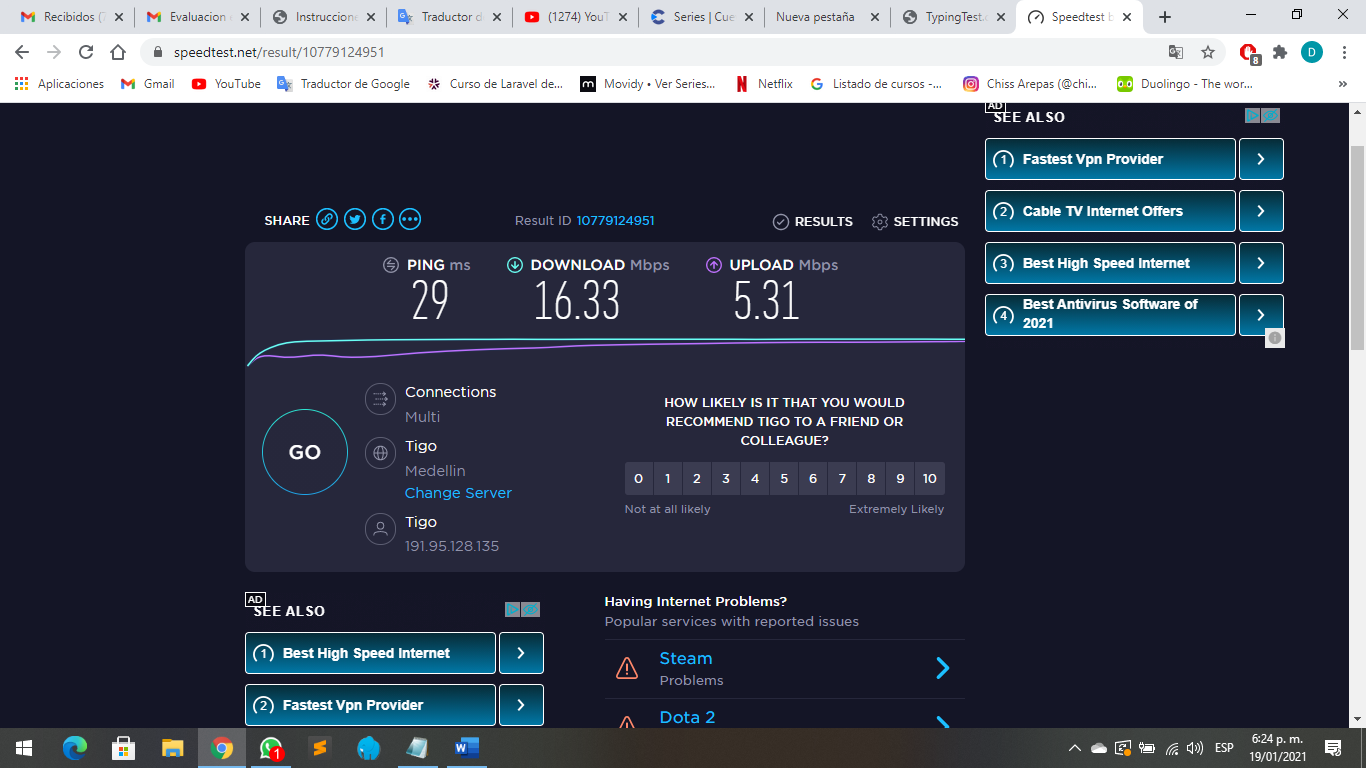 Recibidos (7
Evaluacion
Instruccione
Traductor d
(1274) YouT
Series | Cue
Nueva pestaña
TypingTest.c
Speedtest b
speedtest.net/result/10779124951
8
D
Aplicaciones
Gmail
YouTube
Traductor de Google
Curso de Laravel de...
Movidy • Ver Series...
Netflix
Listado de cursos -...
Chiss Arepas (@chi...
Duolingo - The wor...
»
AD
SEE ALSO
1 Fastest Vpn Provider
2 Cable TV Internet Offers
3 Best High Speed Internet
4 Best Antivirus Software of
2021
SHARE
Result ID 10779124951
RESULTS
SETTINGS
PING ms
DOWNLOAD Mbps
UPLOAD Mbps
29
16.33
5.31
GO
Connections
Multi
Tigo
Medellin
Change Server
Tigo
191.95.128.135
HOW LIKELY IS IT THAT YOU WOULD
RECOMMEND TIGO TO A FRIEND OR
COLLEAGUE?
0 1 2 3 4 5 6 7 8 9 10
Not at all likely
Extremely Likely
AD
SEE ALSO
1 Best High Speed Internet
2 Fastest Vpn Provider
Having Internet Problems?
Popular services with reported issues
Steam
Problems
Dota 2
1
ESP
6:24 p. m.
19/01/2021